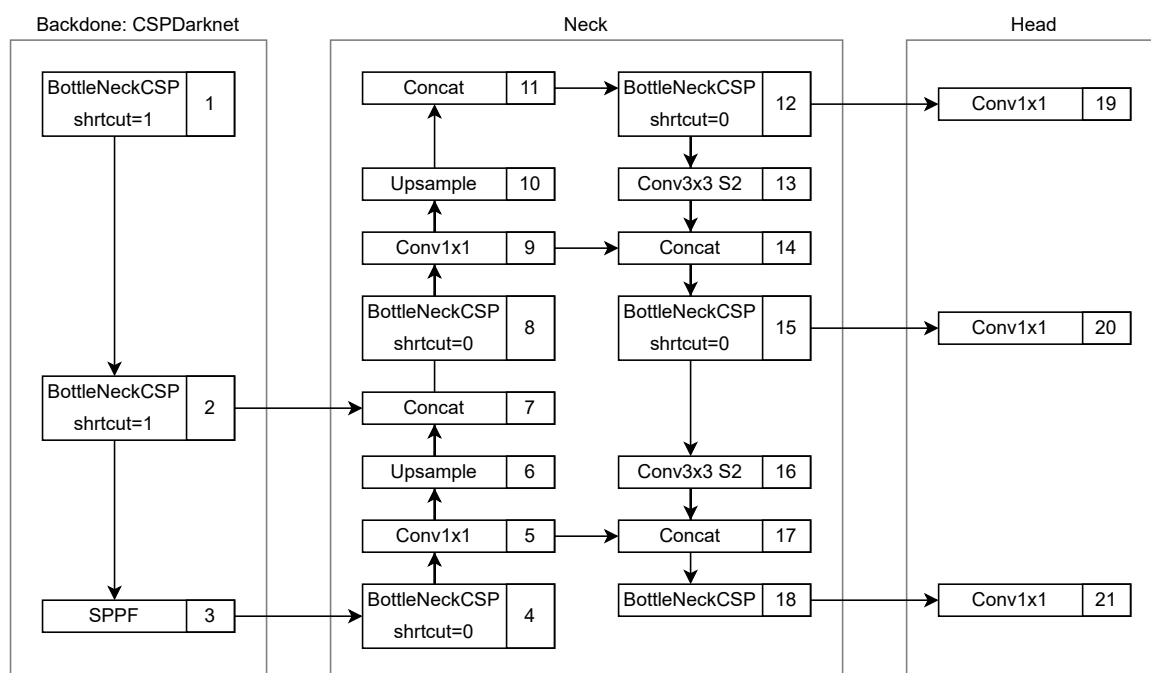 Backdone: CSPDarknet
BottleNeckCSP
shrtcut=1
1
BottleNeckCSP
shrtcut=1
2
SPPF
3
Neck
Concat
11
Upsample
10
Conv1x1
9
BottleNeckCSP
shrtcut=0
8
Concat
7
Upsample
6
Conv1x1
5
BottleNeckCSP
shrtcut=0
4
BottleNeckCSP
shrtcut=0
12
Conv3x3 S2
13
Concat
14
BottleNeckCSP
shrtcut=0
15
Conv3x3 S2
16
Concat
17
BottleNeckCSP
18
Head
Conv1x1
19
Conv1x1
20
Conv1x1
21